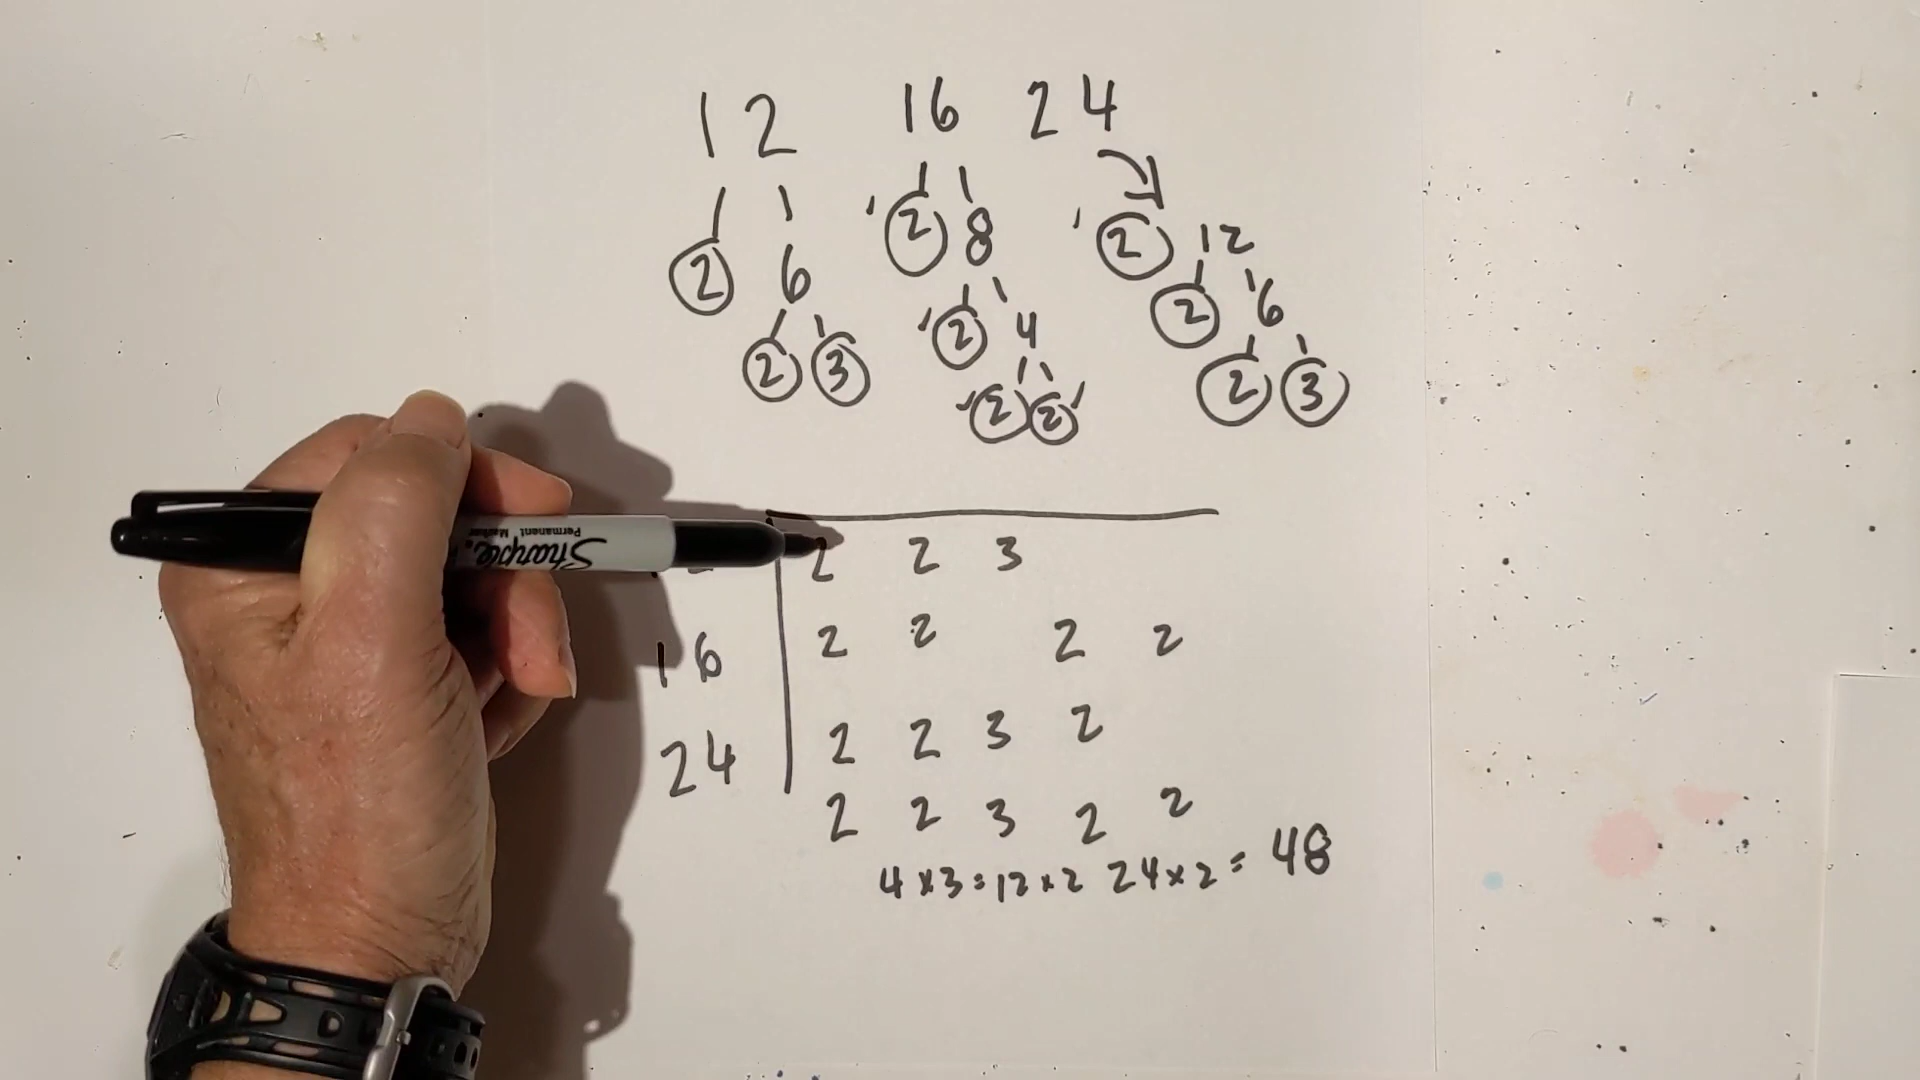 12 16 24
2 6 2 8 2 12
2 3 2 4 2 6
2 2 2 3
Sharpie
Permanent
Marker
2 2 3
16 2 2 2 2
24 2 2 3 2
2 2 3 2 2
4 x 3 = 12 x 2 24 x 2 = 48